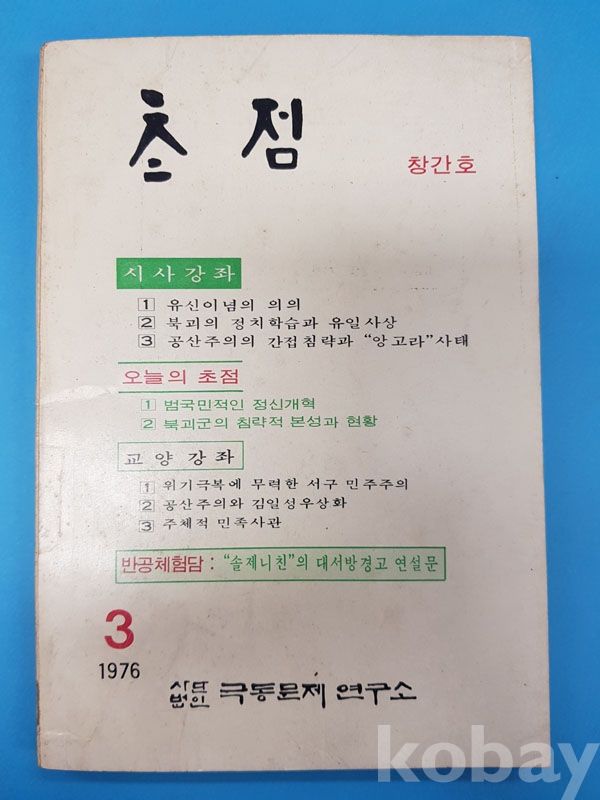 초점
창간호
시사강좌
1 유신이념의 의의
2 북괴의 정치학습과 유일사상
3 공산주의의 간접침략과 “앙고라”사태
오늘의 초점
1 범국민적인 정신개혁
2 북괴군의 침략적 본성과 현황
교양강좌
1 위기극복에 무력한 서구 민주주의
2 공산주의와 김일성우상화
3 주체적 민족사관
반공체험담 : “솔제니친”의 대서방경고 연설문
3
1976
사단법인 극동문제 연구소
kobay